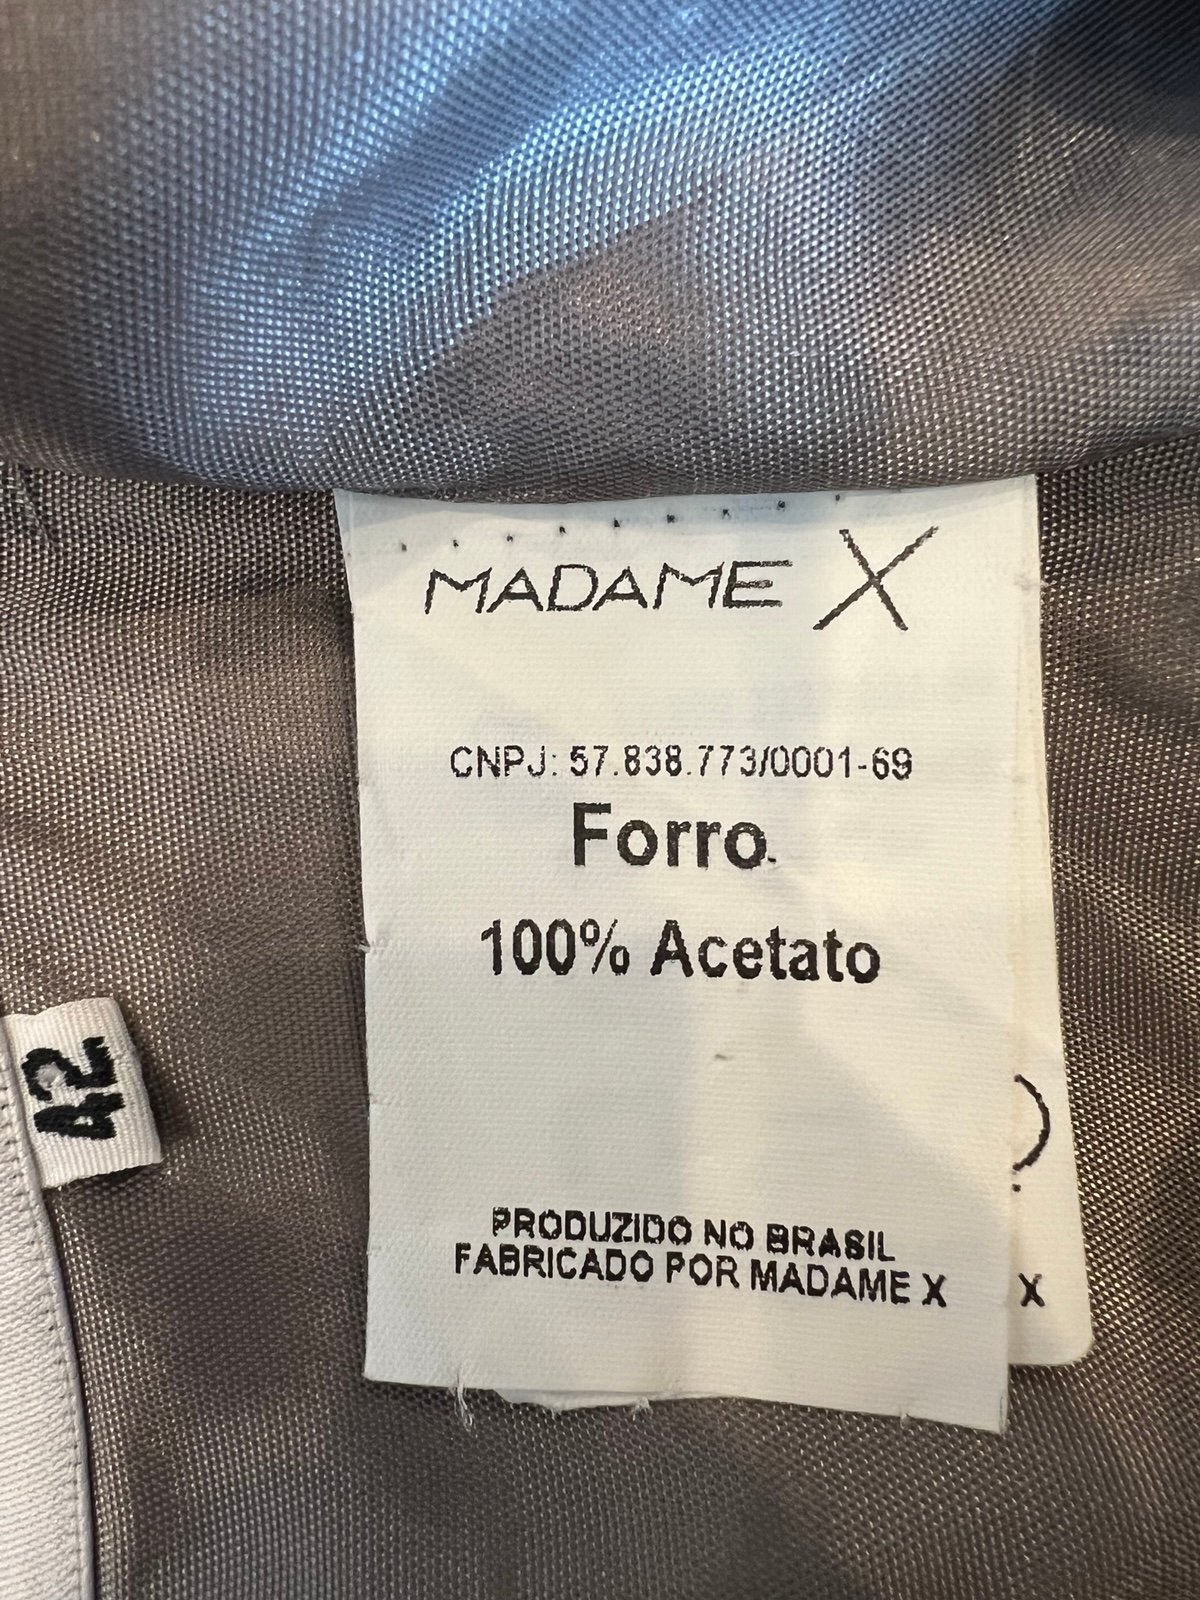 MADAME X
CNPJ: 57.838.773/0001-69
Forro
100% Acetato
PRODUZIDO NO BRASIL
FABRICADO POR MADAME X
X
42